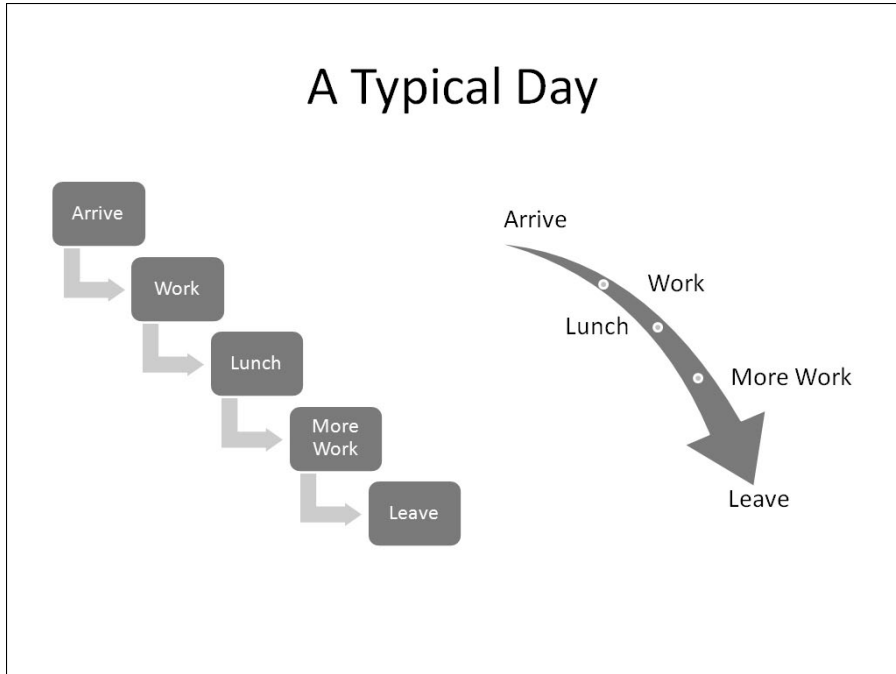 A Typical Day
Arrive
Work
Lunch
More
Work
Leave
Arrive
Work
Lunch
More Work
Leave